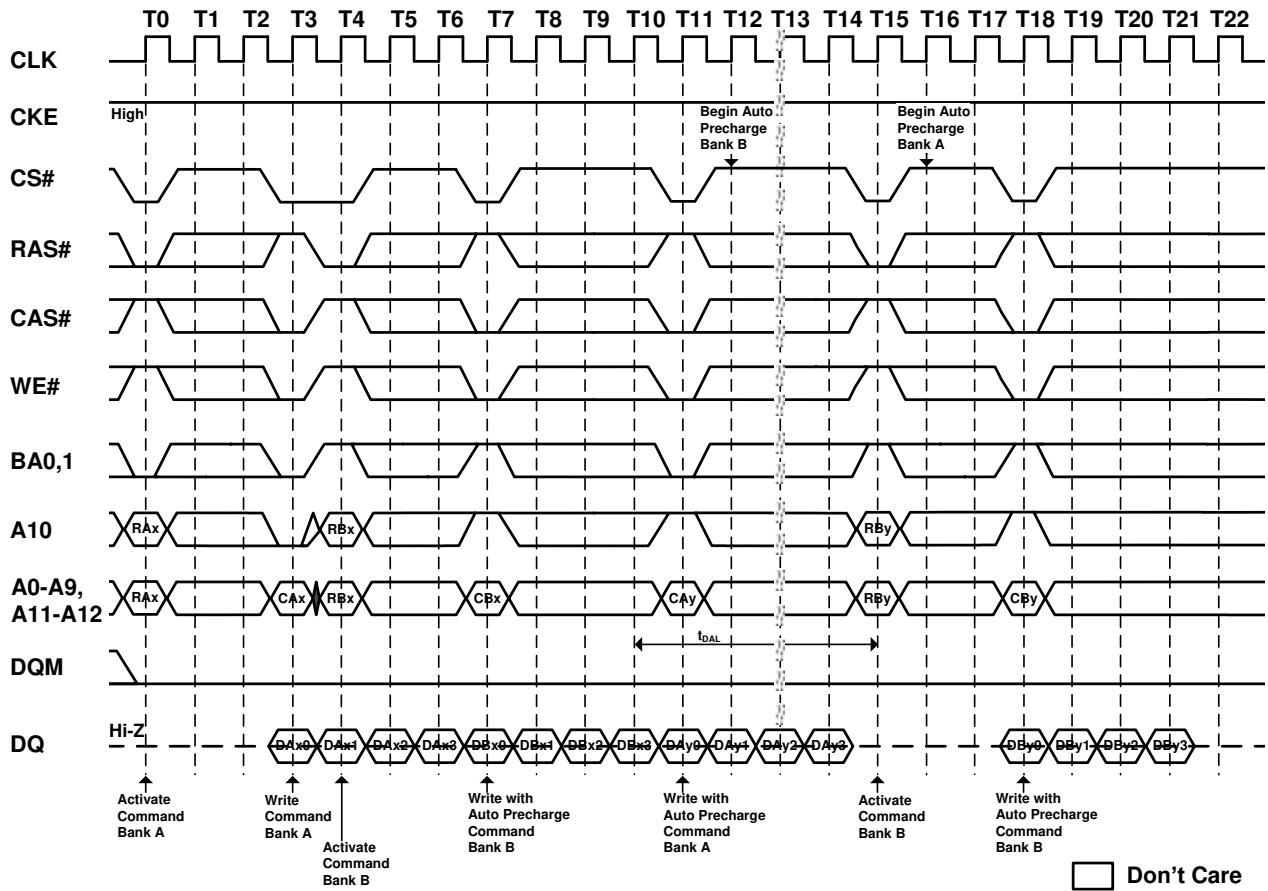 T0 T1 T2 T3 T4 T5 T6 T7 T8 T9 T10 T11 T12 T13 T14 T15 T16 T17 T18 T19 T20 T21 T22
CLK
CKE
High
Begin Auto
Precharge
Bank B
Begin Auto
Precharge
Bank A
CS#
RAS#
CAS#
WE#
BA0,1
A10
RAx RBx RBy
A0-A9,
A11-A12
RAx CAx RBx CBx CAy RBy CBy
tDAL
DQM
Hi-Z
DQ
DAx0 DAx1 DAx2 DAx3 DBx0 DBx1 DBx2 DBx3 DAy0 DAy1 DAy2 DAy3 DBy0 DBy1 DBy2 DBy3
Activate
Command
Bank A
Write
Command
Bank A
Activate
Command
Bank B
Write with
Auto Precharge
Command
Bank B
Write with
Auto Precharge
Command
Bank A
Activate
Command
Bank B
Write with
Auto Precharge
Command
Bank B
Don't Care